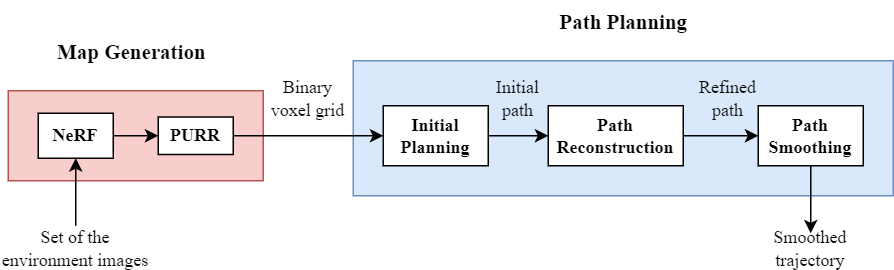 Path Planning
Map Generation
Binary
voxel grid
Initial
path
Refined
path
NeRF
PURR
Initial
Planning
Path
Reconstruction
Path
Smoothing
Set of the
environment images
Smoothed
trajectory